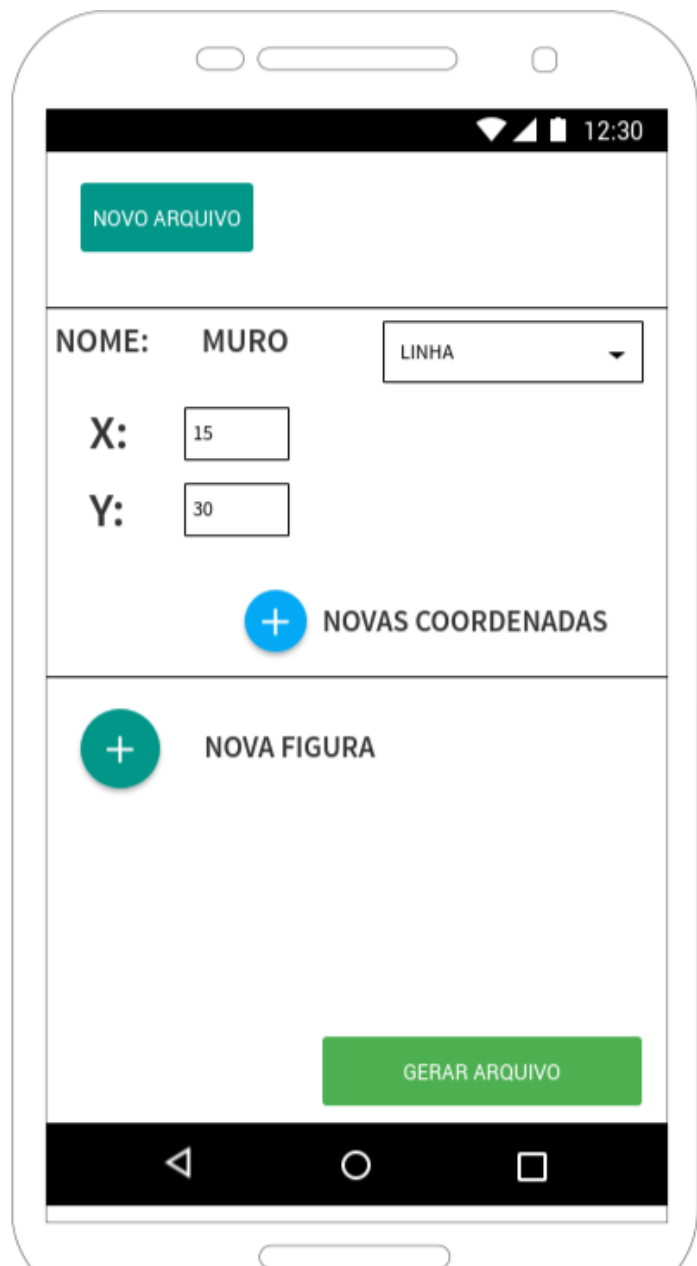 12:30
NOVO ARQUIVO
NOME: MURO LINHA
X: 15
Y: 30
NOVAS COORDENADAS
NOVA FIGURA
GERAR ARQUIVO